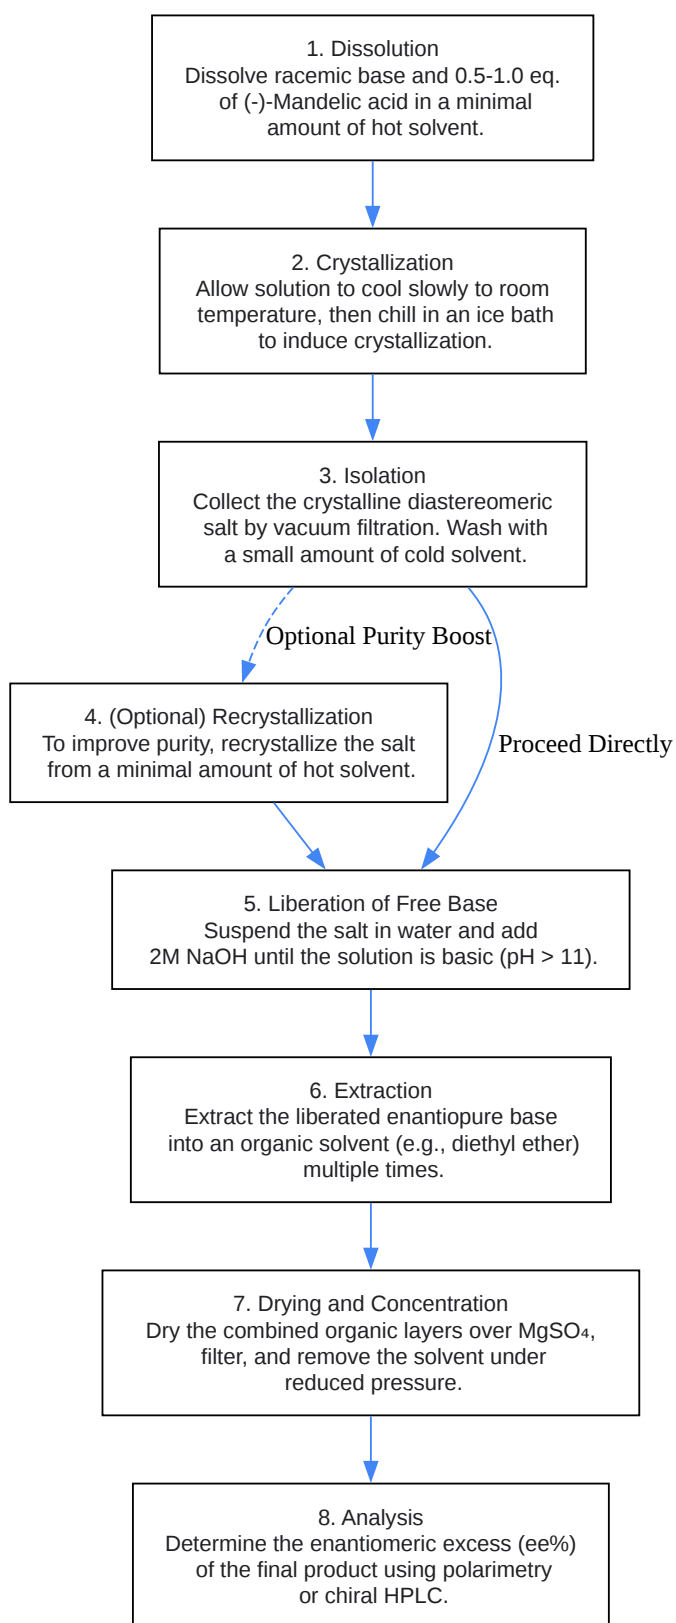 1. Dissolution
Dissolve racemic base and 0.5-1.0 eq.
of (-)-Mandelic acid in a minimal
amount of hot solvent.
2. Crystallization
Allow solution to cool slowly to room
temperature, then chill in an ice bath
to induce crystallization.
3. Isolation
Collect the crystalline diastereomeric
salt by vacuum filtration. Wash with
a small amount of cold solvent.
Optional Purity Boost
4. (Optional) Recrystallization
To improve purity, recrystallize the salt
from a minimal amount of hot solvent.
Proceed Directly
5. Liberation of Free Base
Suspend the salt in water and add
2M NaOH until the solution is basic (pH > 11).
6. Extraction
Extract the liberated enantiopure base
into an organic solvent (e.g., diethyl ether)
multiple times.
7. Drying and Concentration
Dry the combined organic layers over MgSO₄,
filter, and remove the solvent under
reduced pressure.
8. Analysis
Determine the enantiomeric excess (ee%)
of the final product using polarimetry
or chiral HPLC.